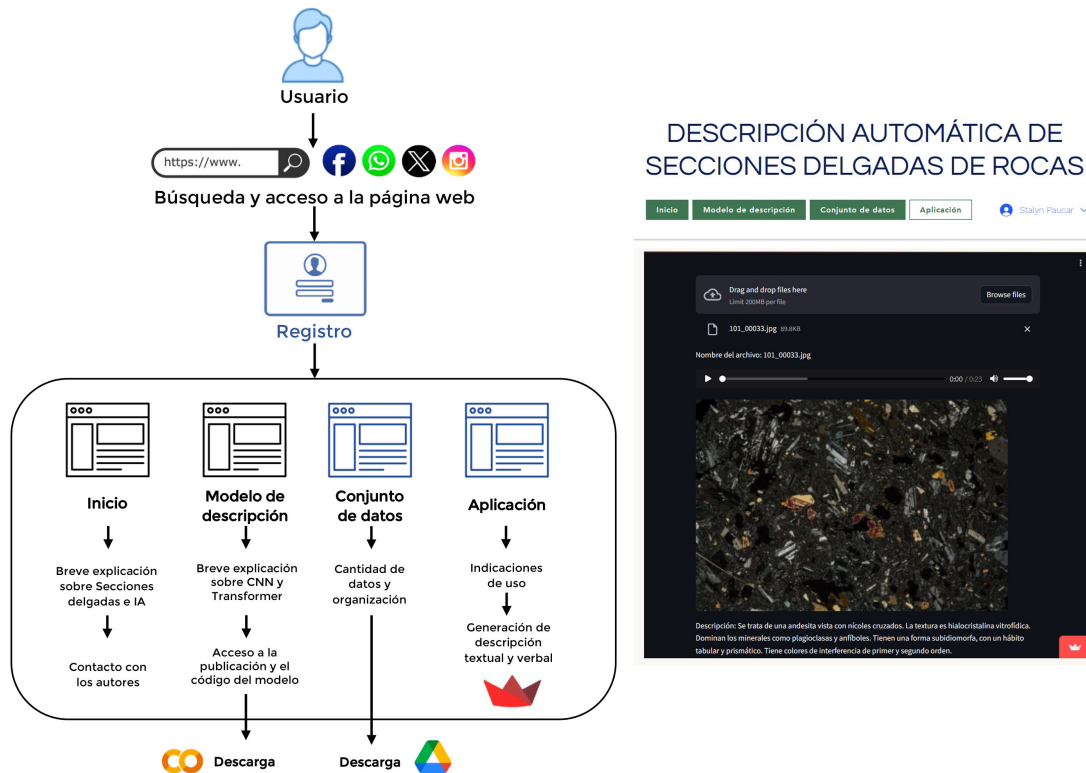 Usuario
https://www.
Búsqueda y acceso a la página web
Registro
Inicio
Breve explicación
sobre Secciones
delgadas e IA
Contacto con
los autores
Modelo de
descripción
Breve explicación
sobre CNN y
Transformer
Acceso a la
publicación y el
código del modelo
Descarga
Conjunto
de datos
Cantidad de
datos y
organización
Descarga
Aplicación
Indicaciones
de uso
Generación de
descripción
textual y verbal
DESCRIPCIÓN AUTOMÁTICA DE
SECCIONES DELGADAS DE ROCAS
Inicio Modelo de descripción Conjunto de datos Aplicación Stalyn Paucar
Drag and drop files here
Limit 200MB per file
Browse files
101_00033.jpg 89.8KB
Nombre del archivo: 101_00033.jpg
0:00 / 0:23
Descripción: Se trata de una andesita vista con nícoles cruzados. La textura es hialocristalina vitrofídica.
Dominan los minerales como plagioclasas y anfíboles. Tienen una forma subidiomorfa, con un hábito
tabular y prismático. Tiene colores de interferencia de primer y segundo orden.